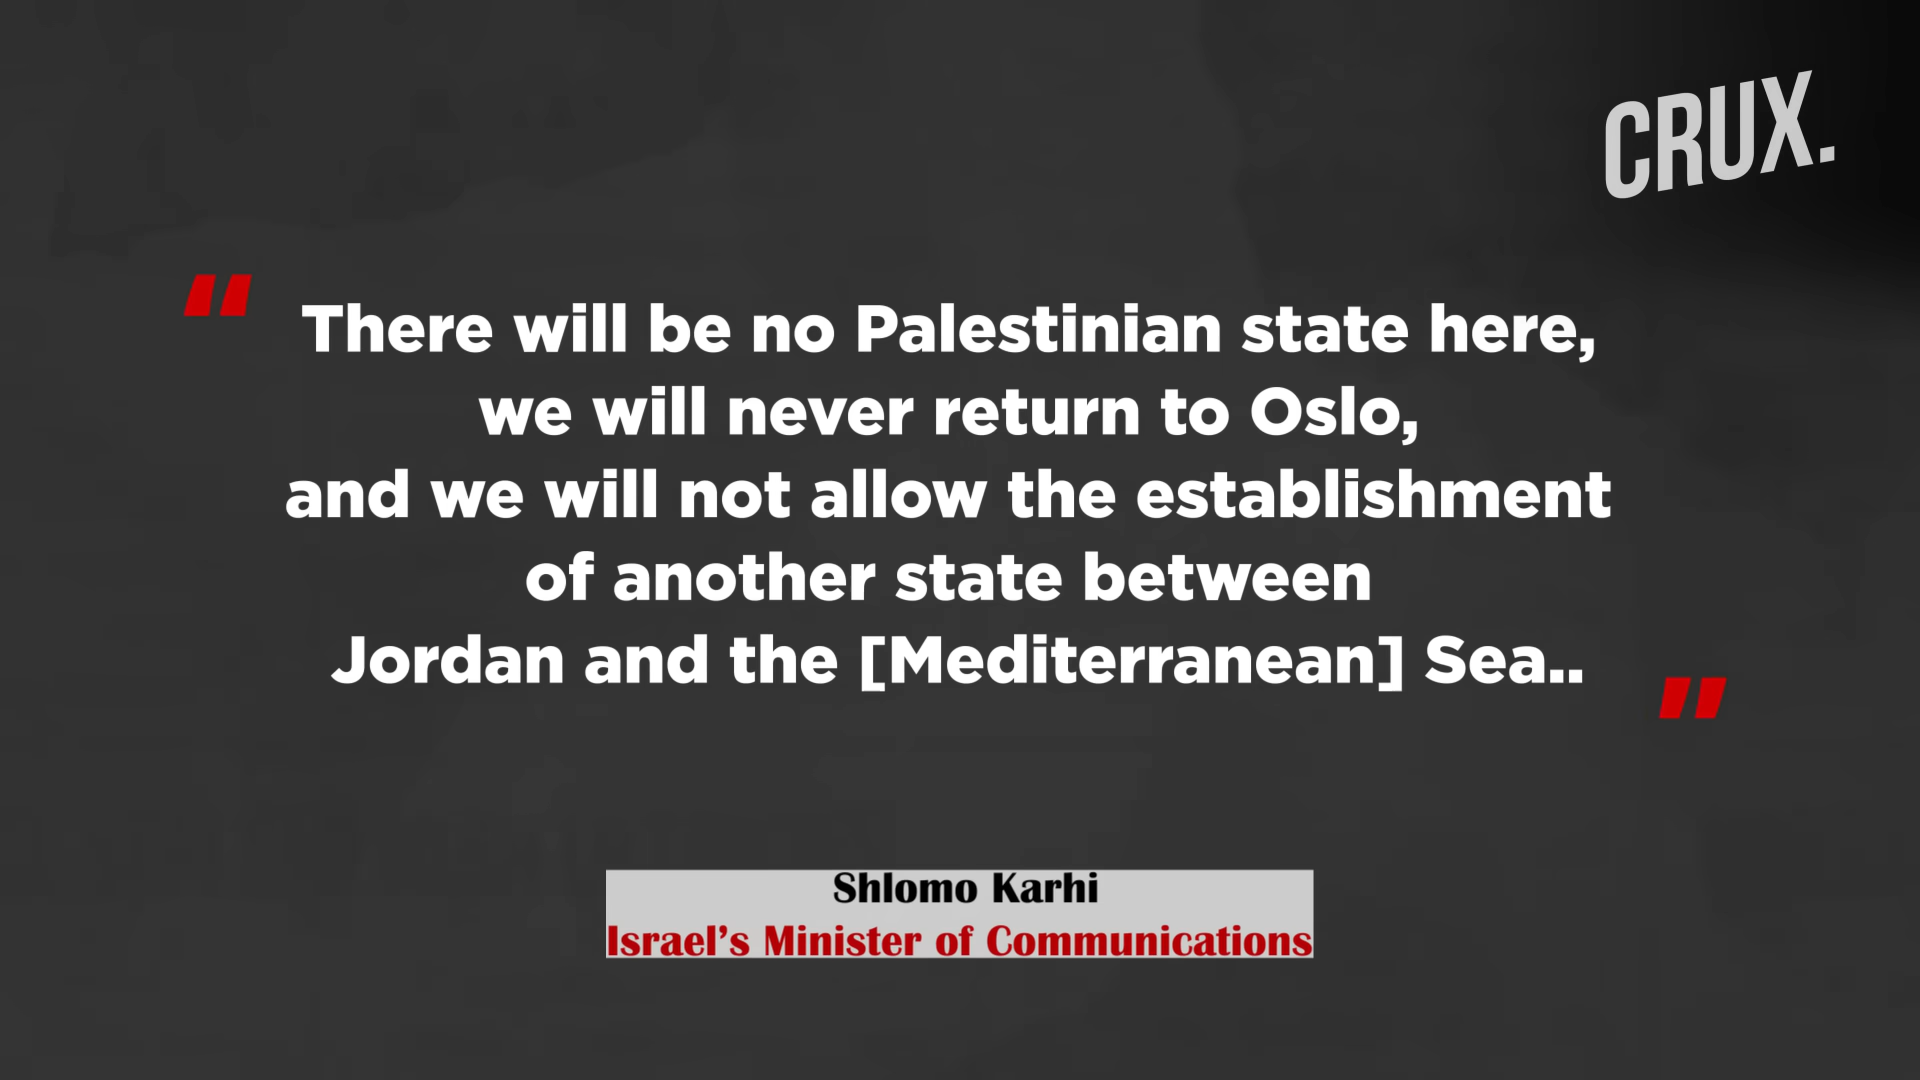 CRUX.
"There will be no Palestinian state here,
we will never return to Oslo,
and we will not allow the establishment
of another state between
Jordan and the [Mediterranean] Sea.."
Shlomo Karhi
Israel’s Minister of Communications